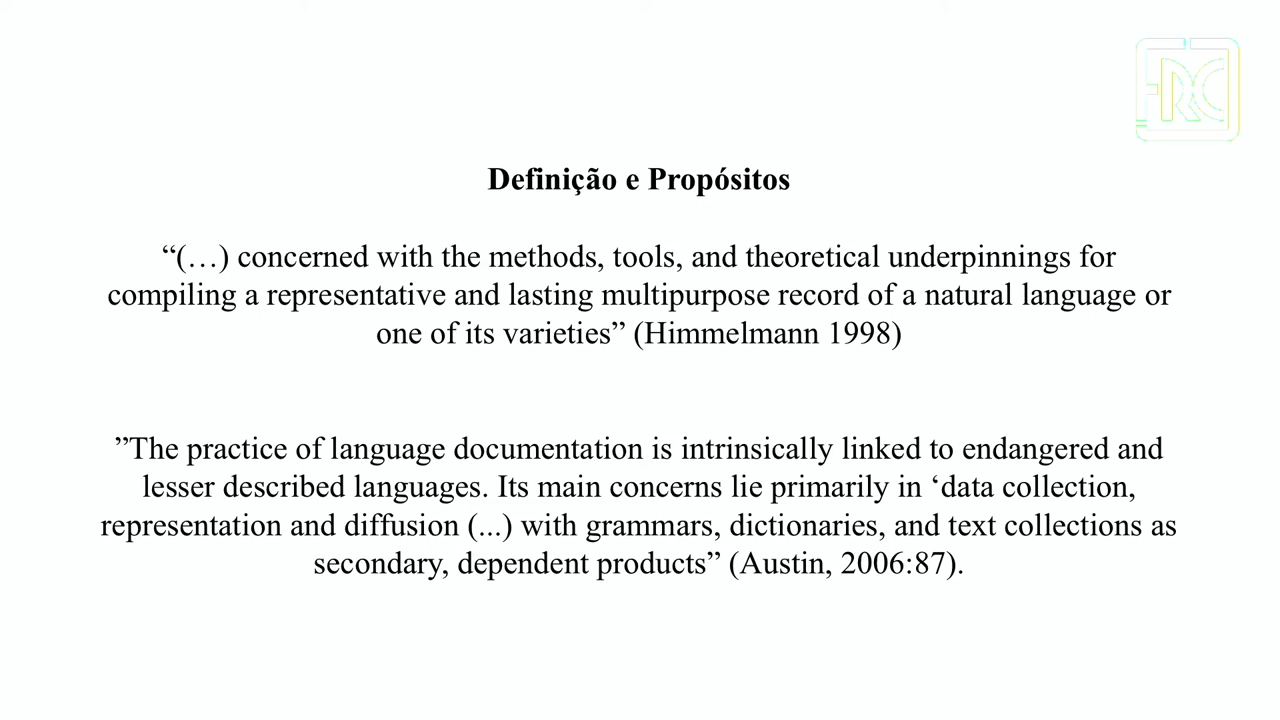 Definição e Propósitos
“(…) concerned with the methods, tools, and theoretical underpinnings for
compiling a representative and lasting multipurpose record of a natural language or
one of its varieties” (Himmelmann 1998)
”The practice of language documentation is intrinsically linked to endangered and
lesser described languages. Its main concerns lie primarily in ‘data collection,
representation and diffusion (...) with grammars, dictionaries, and text collections as
secondary, dependent products” (Austin, 2006:87).